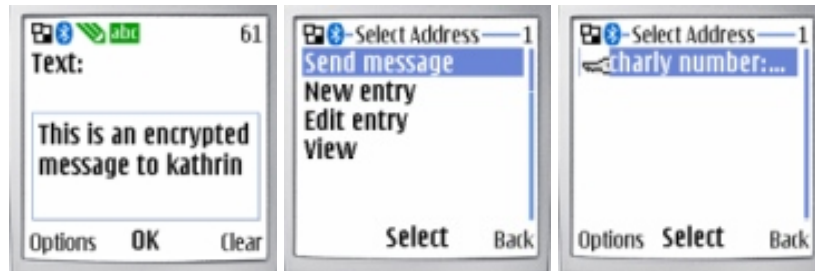 abc 61
Text:
This is an encrypted
message to kathrin
Options OK Clear
Select Address 1
Send message
New entry
Edit entry
View
Select Back
Select Address 1
charly number:...
Options Select Back